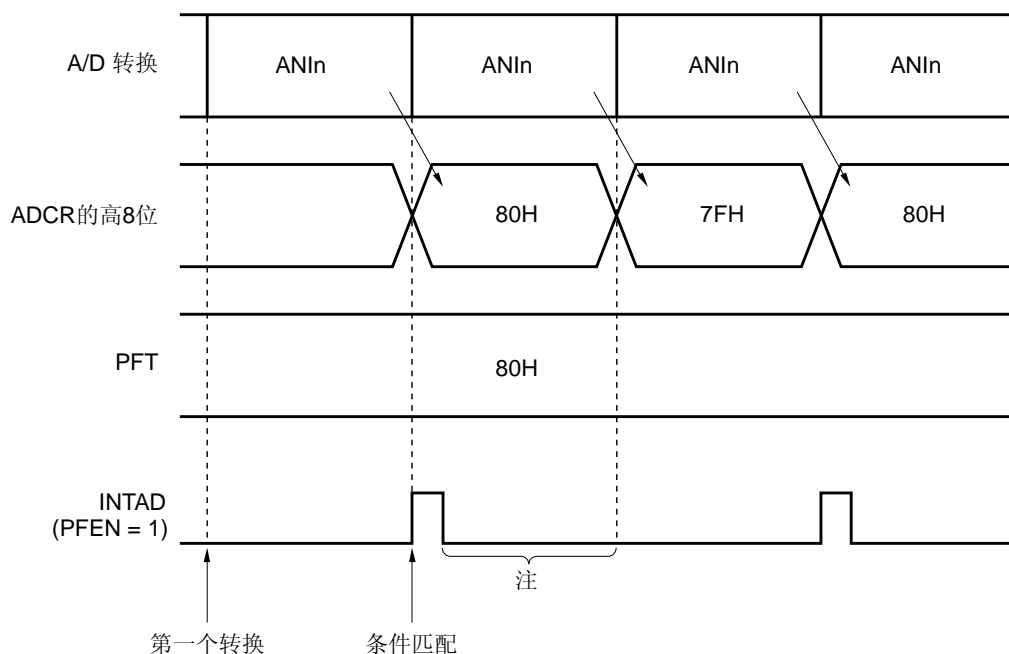 A/D 转换
ANIn
ANIn
ANIn
ANIn
ADCR的高8位
80H
7FH
80H
PFT
80H
INTAD
(PFEN = 1)
注
第一个转换
条件匹配